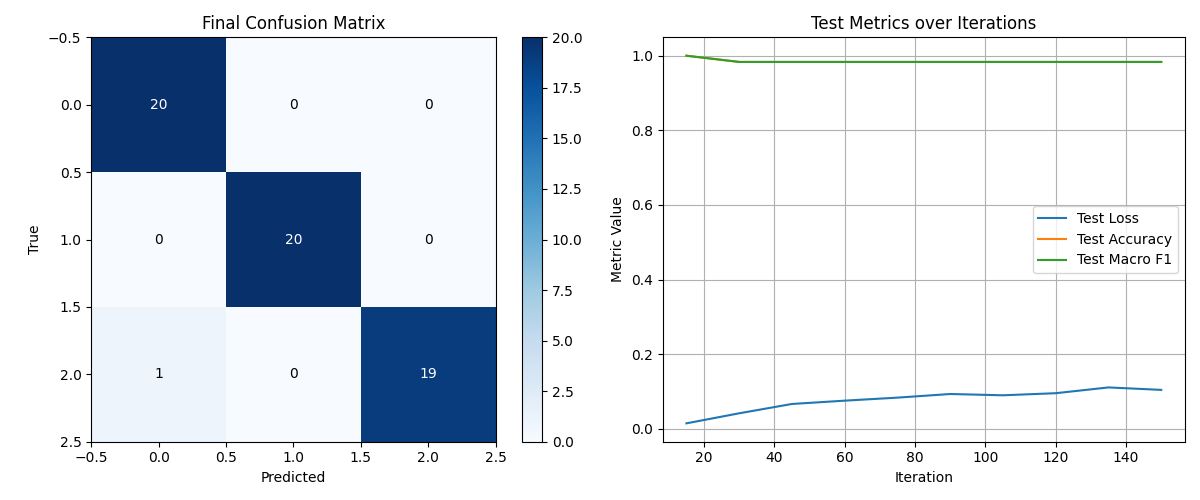 Final Confusion Matrix
−0.5
0.0
0.5
1.0
1.5
2.0
2.5
True
20 0 0
0 20 0
1 0 19
−0.5 0.0 0.5 1.0 1.5 2.0 2.5
Predicted
20.0
17.5
15.0
12.5
10.0
7.5
5.0
2.5
0.0
Test Metrics over Iterations
1.0
0.8
0.6
0.4
0.2
0.0
Metric Value
Test Loss
Test Accuracy
Test Macro F1
20 40 60 80 100 120 140
Iteration